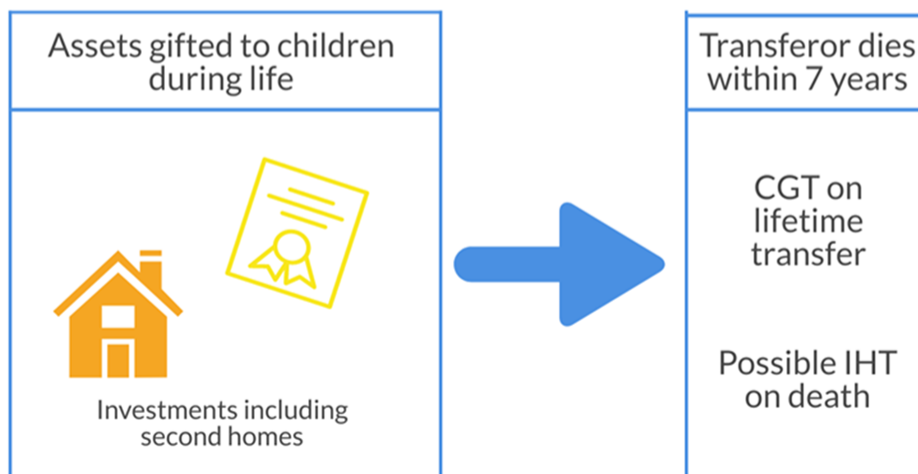 Assets gifted to children
during life
Investments including
second homes
Transferor dies
within 7 years
CGT on
lifetime
transfer
Possible IHT
on death